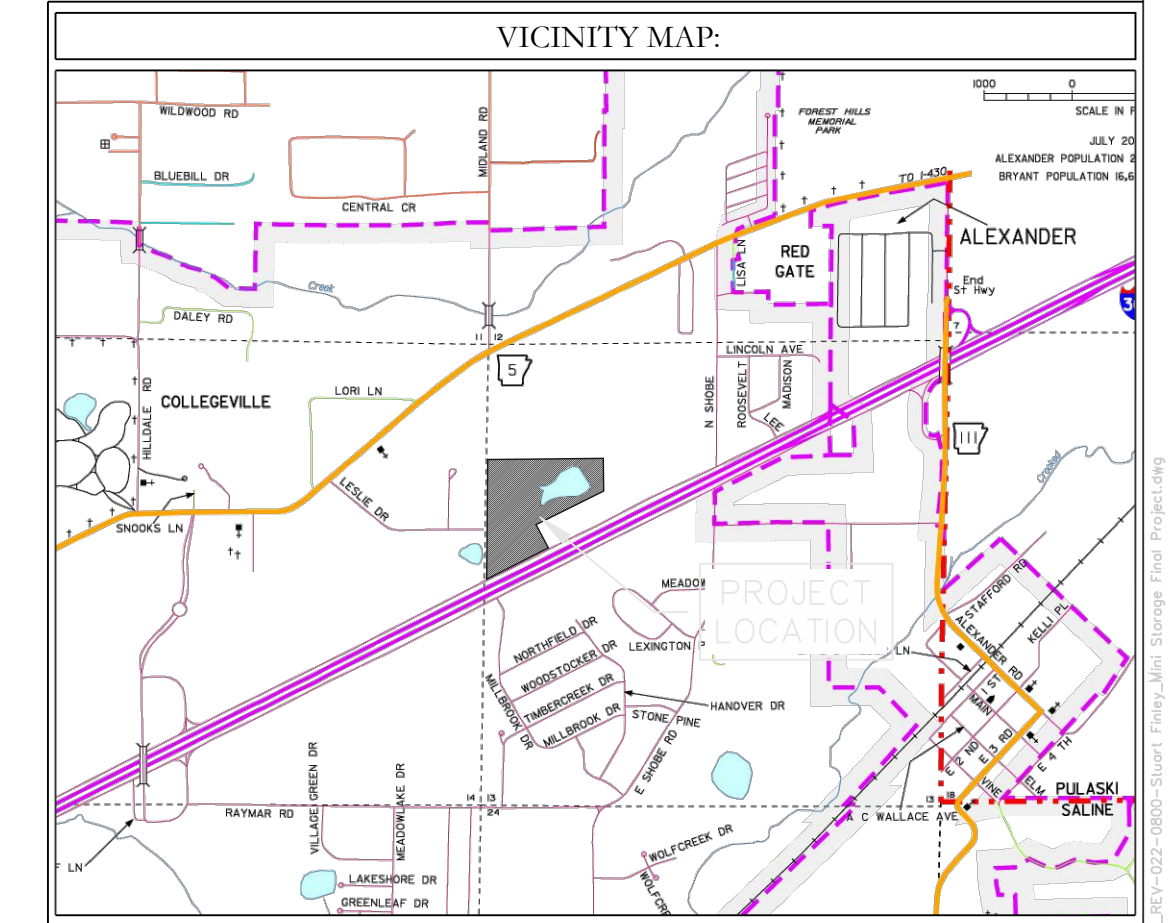 VICINITY MAP:
1000 0
SCALE IN F
JULY 20
ALEXANDER POPULATION 2
BRYANT POPULATION 16,6
FOREST HILLS
MEMORIAL
PARK
WILDWOOD RD
MIDLAND RD
BLUEBILL DR
CENTRAL CR
TO I-430
ALEXANDER
RED
GATE
LISA LN
End
St Hwy
Creek
DALEY RD
11 12
7
5
LINCOLN AVE
N SHOBE
ROOSEVELT
MADISON
LEE
3
HILLDALE RD
COLLEGEVILLE
LORI LN
111
Crooked
LESLIE DR
SNOOKS LN
PROJECT
LOCATION
MEADOW
LEXINGTON P
STAFFORD RD
KELLI PL
ALEXANDER RD
LN
NORTHFIELD DR
WOODSTOCKER DR
TIMBERCREEK DR
MILLBROOK DR
MILLBROOK DR
HANOVER DR
STONE PINE
E SHOBE RD
1 ST
MAIN
E 2 ND
E 3 RD
E 4 TH
VINE
ELM
PULASKI
SALINE
14 13
24
13 18
A C WALLACE AVE
RAYMAR RD
VILLAGE GREEN DR
MEADOWLAKE DR
F LN
LAKESHORE DR
GREENLEAF DR
WOLFCREEK DR
WOLFCRE
REV-022-0800-Stuart Finley_Mini Storage Final Project.dwg